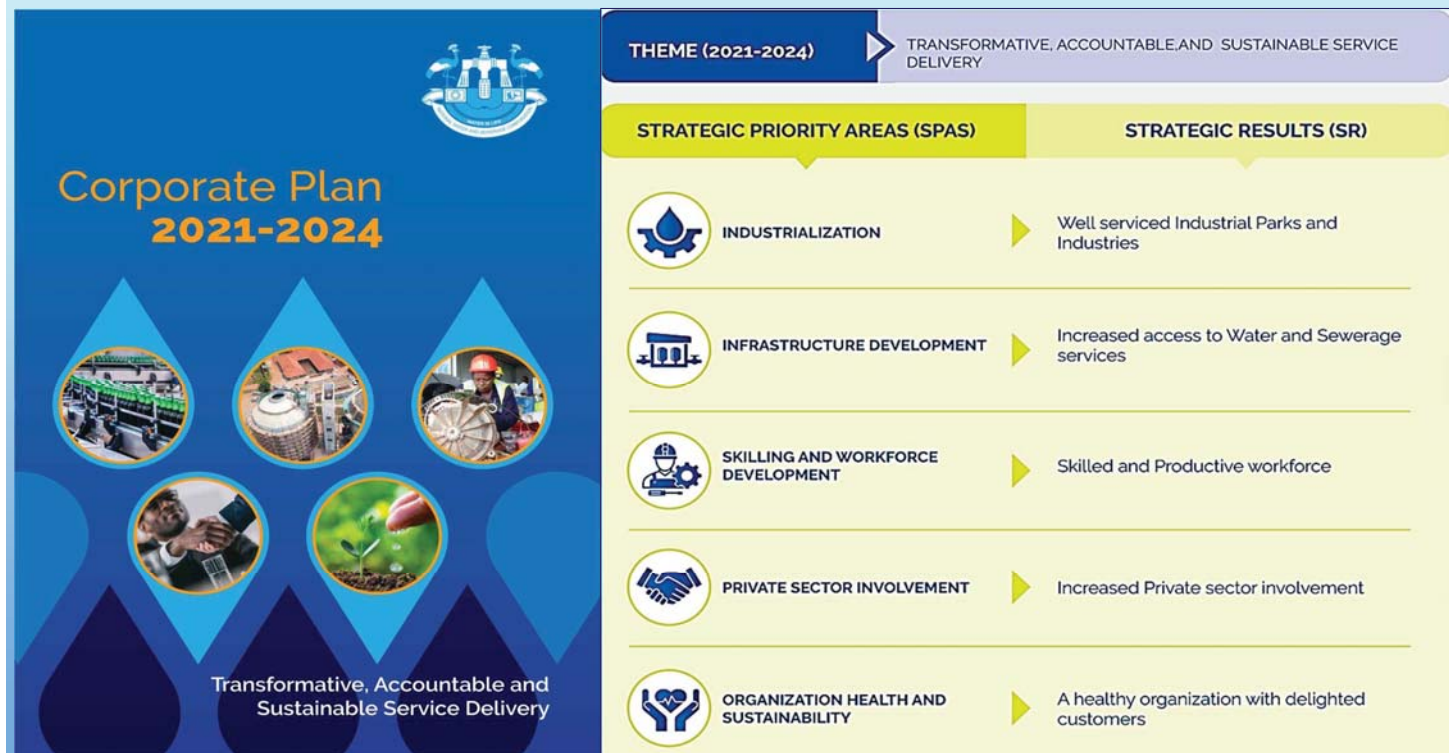 Corporate Plan
2021-2024
Transformative, Accountable and
Sustainable Service Delivery
THEME (2021-2024)
TRANSFORMATIVE, ACCOUNTABLE,AND SUSTAINABLE SERVICE
DELIVERY
STRATEGIC PRIORITY AREAS (SPAS)
STRATEGIC RESULTS (SR)
INDUSTRIALIZATION
Well serviced Industrial Parks and
Industries
INFRASTRUCTURE DEVELOPMENT
Increased access to Water and Sewerage
services
SKILLING AND WORKFORCE
DEVELOPMENT
Skilled and Productive workforce
PRIVATE SECTOR INVOLVEMENT
Increased Private sector involvement
ORGANIZATION HEALTH AND
SUSTAINABILITY
A healthy organization with delighted
customers